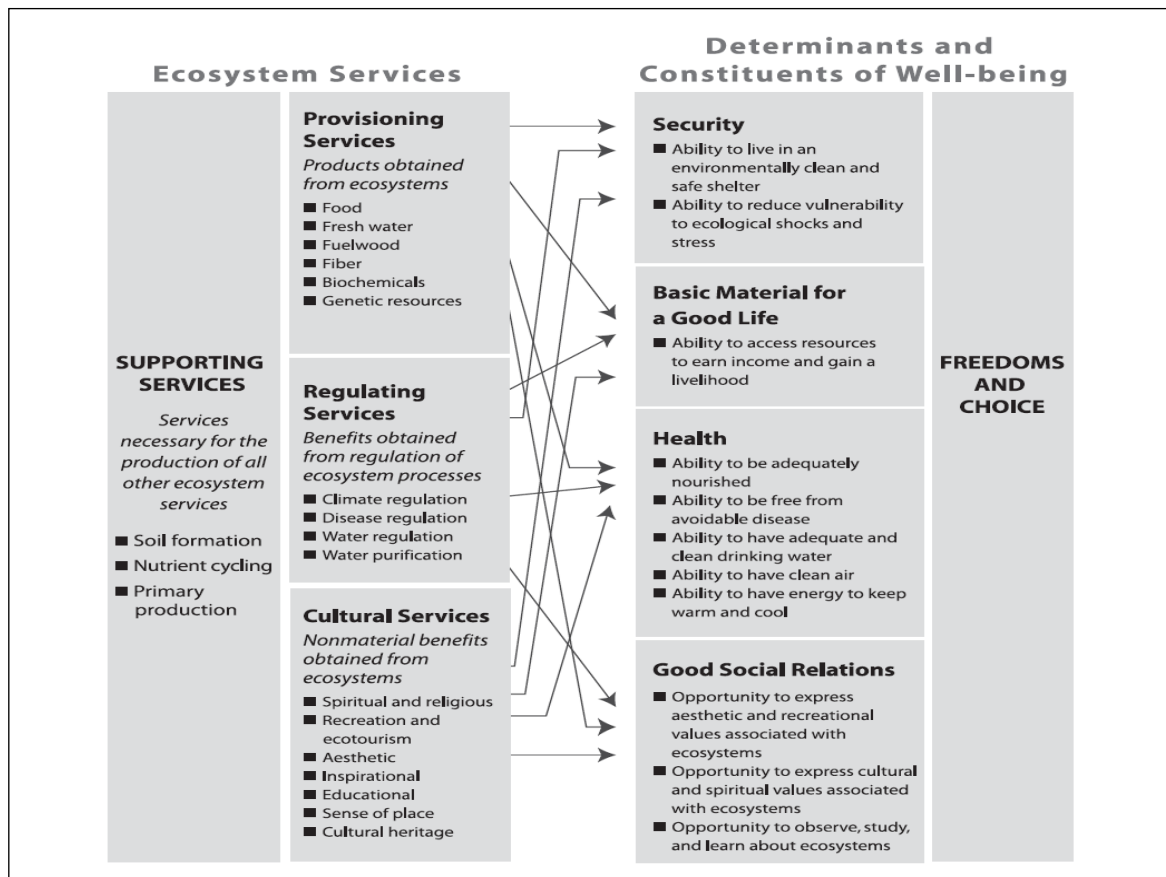 Ecosystem Services
Determinants and
Constituents of Well-being
SUPPORTING
SERVICES
Services
necessary for the
production of all
other ecosystem
services
■ Soil formation
■ Nutrient cycling
■ Primary
production
Provisioning
Services
Products obtained
from ecosystems
■ Food
■ Fresh water
■ Fuelwood
■ Fiber
■ Biochemicals
■ Genetic resources
Regulating
Services
Benefits obtained
from regulation of
ecosystem processes
■ Climate regulation
■ Disease regulation
■ Water regulation
■ Water purification
Cultural Services
Nonmaterial benefits
obtained from
ecosystems
■ Spiritual and religious
■ Recreation and
ecotourism
■ Aesthetic
■ Inspirational
■ Educational
■ Sense of place
■ Cultural heritage
Security
■ Ability to live in an
environmentally clean and
safe shelter
■ Ability to reduce vulnerability
to ecological shocks and
stress
Basic Material for
a Good Life
■ Ability to access resources
to earn income and gain a
livelihood
Health
■ Ability to be adequately
nourished
■ Ability to be free from
avoidable disease
■ Ability to have adequate and
clean drinking water
■ Ability to have clean air
■ Ability to have energy to keep
warm and cool
Good Social Relations
■ Opportunity to express
aesthetic and recreational
values associated with
ecosystems
■ Opportunity to express cultural
and spiritual values associated
with ecosystems
■ Opportunity to observe, study,
and learn about ecosystems
FREEDOMS
AND
CHOICE